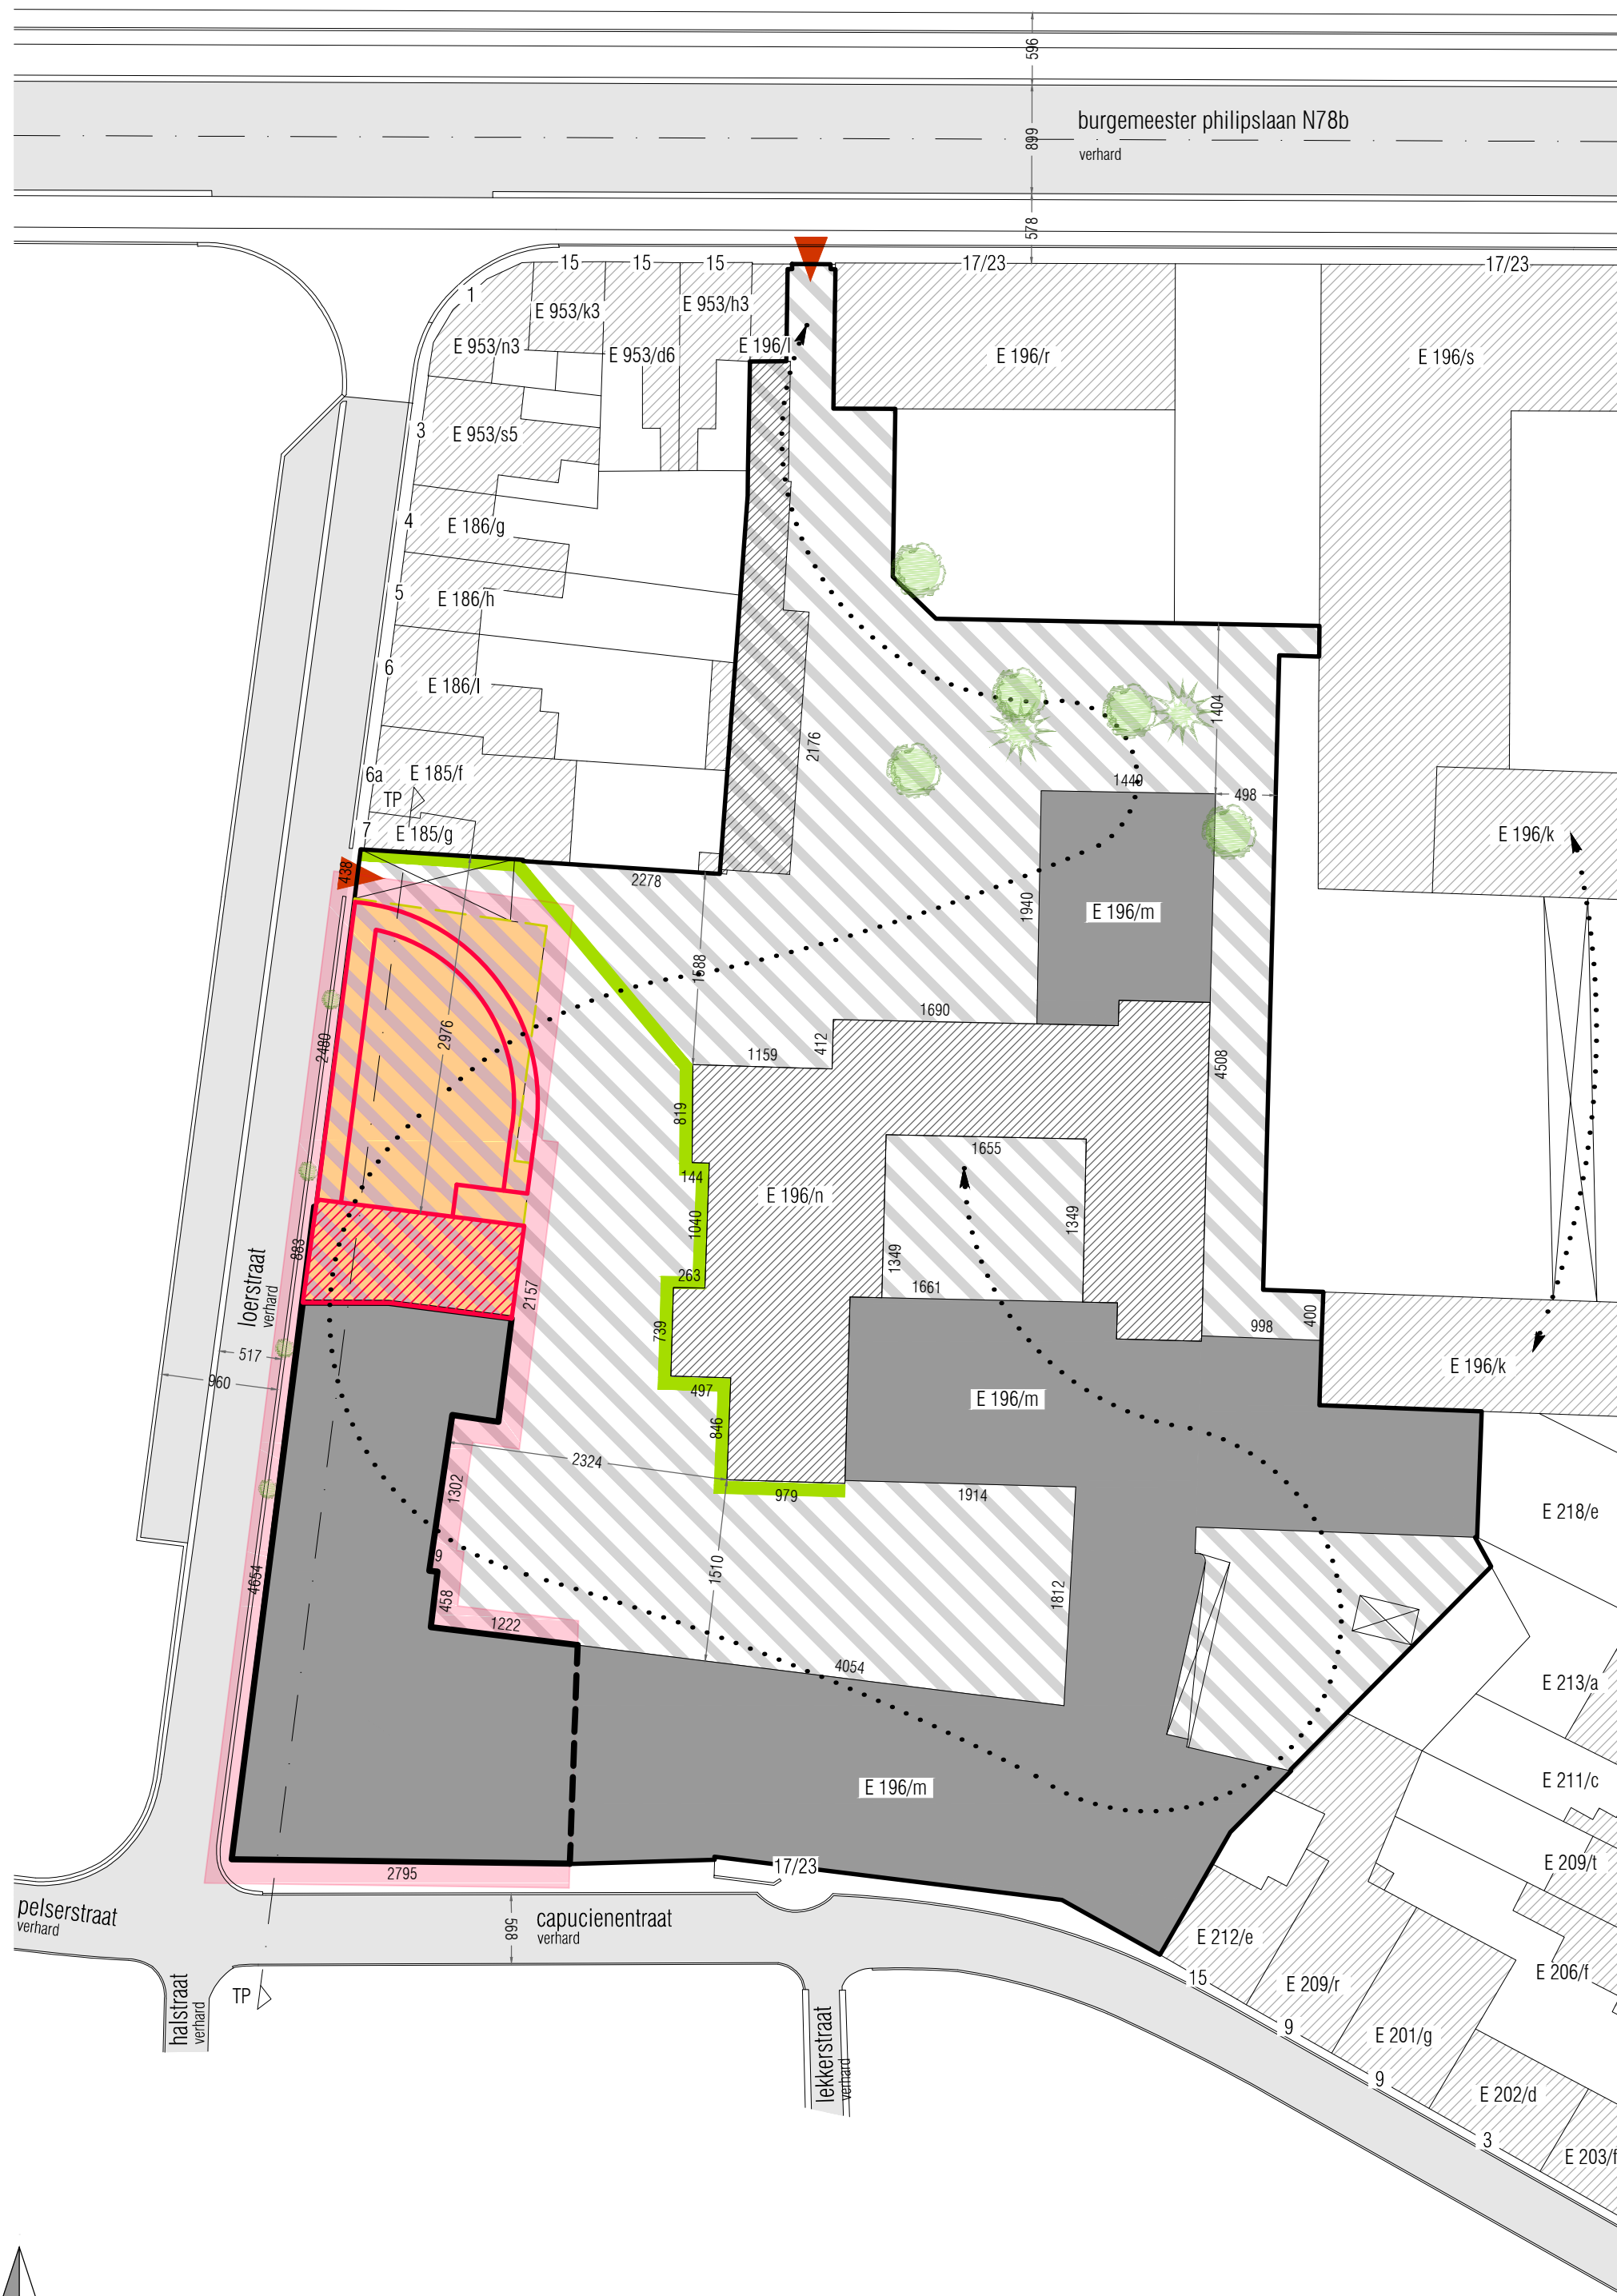 596
burgemeester philipslaan N78b
899
verhard
578
15
15
15
17/23
17/23
1
E 953/k3
E 953/h3
E 953/n3
E 953/d6
E 196/l
E 196/r
E 196/s
3
E 953/s5
4
E 186/g
5
E 186/h
6
E 186/l
1404
2176
6a
E 185/f
1440
498
TP
7
E 185/g
E 196/k
438
2278
1940
E 196/m
1588
1690
2976
2480
412
1159
4508
819
1655
144
E 196/n
1349
1040
1349
883
263
1661
loerstraat
verhard
2157
400
739
998
517
960
497
E 196/m
E 196/k
846
2324
1302
979
1914
E 218/e
9
1510
4654
458
1812
1222
4054
E 213/a
E 196/m
E 211/c
17/23
E 209/t
2795
pelserstraat
verhard
capucienentraat
verhard
568
E 212/e
15
E 206/f
halstraat
verhard
TP
E 209/r
lekkerstraat
verhard
9
E 201/g
9
E 202/d
3
E 203/f